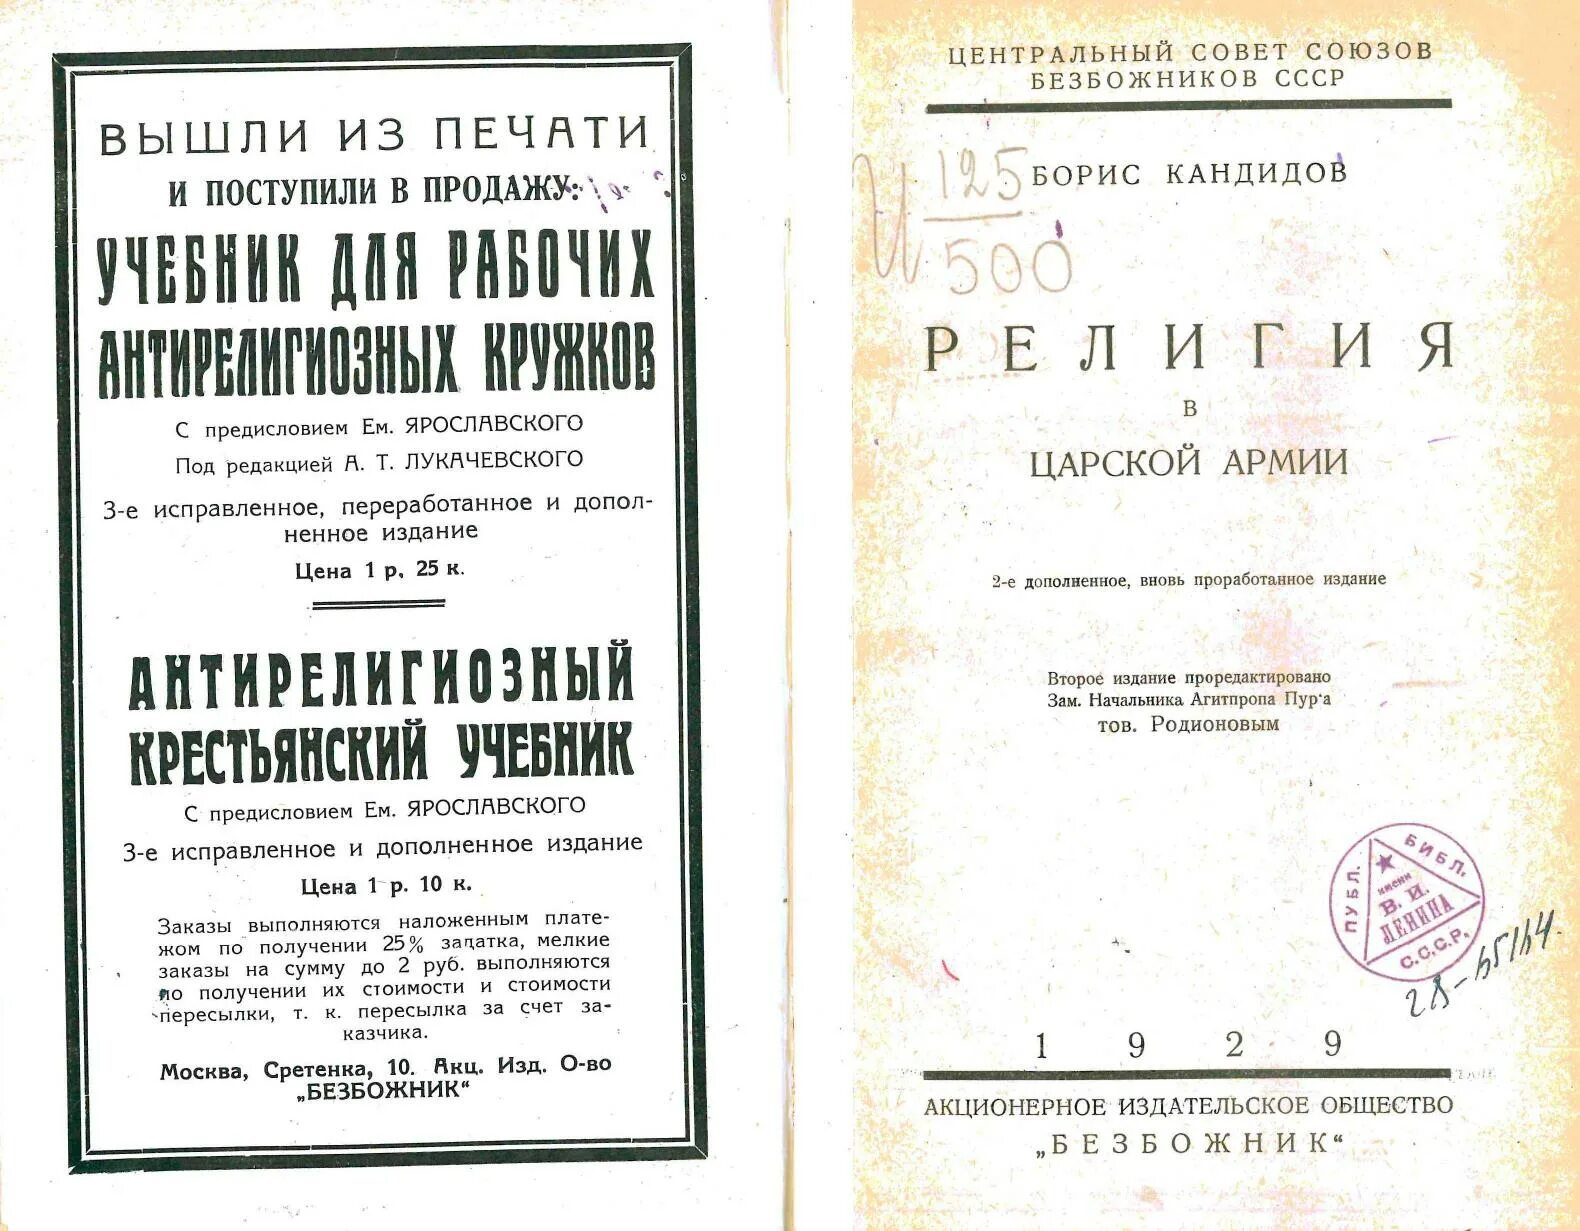 ВЫШЛИ ИЗ ПЕЧАТИ
И ПОСТУПИЛИ В ПРОДАЖУ:
УЧЕБНИК ДЛЯ РАБОЧИХ
АНТИРЕЛИГИОЗНЫХ КРУЖКОВ
С предисловием Ем. ЯРОСЛАВСКОГО
Под редакцией А. Т. ЛУКАЧЕВСКОГО
3-е исправленное, переработанное и допол-
ненное издание
Цена 1 р. 25 к.
АНТИРЕЛИГИОЗНЫЙ
КРЕСТЬЯНСКИЙ УЧЕБНИК
С предисловием Ем. ЯРОСЛАВСКОГО
3-е исправленное и дополненное издание
Цена 1 р. 10 к.
Заказы выполняются наложенным плате-
жом по получении 25% задатка, мелкие
заказы на сумму до 2 руб. выполняются
по получении их стоимости и стоимости
пересылки, т. к. пересылка за счет за-
казчика.
Москва, Сретенка, 10. Акц. Изд. О-во
„БЕЗБОЖНИК“
ЦЕНТРАЛЬНЫЙ СОВЕТ СОЮЗОВ
БЕЗБОЖНИКОВ СССР
И 125
500
БОРИС КАНДИДОВ
РЕЛИГИЯ
В
ЦАРСКОЙ АРМИИ
2-е дополненное, вновь проработанное издание
Второе издание проредактировано
Зам. Начальника Агитпропа Пур‘а
тов. Родионовым
ПУБЛ. БИБЛ.
имени
В. И.
ЛЕНИНА
С.С.С.Р.
1929
АКЦИОНЕРНОЕ ИЗДАТЕЛЬСКОЕ ОБЩЕСТВО
„БЕЗБОЖНИК“